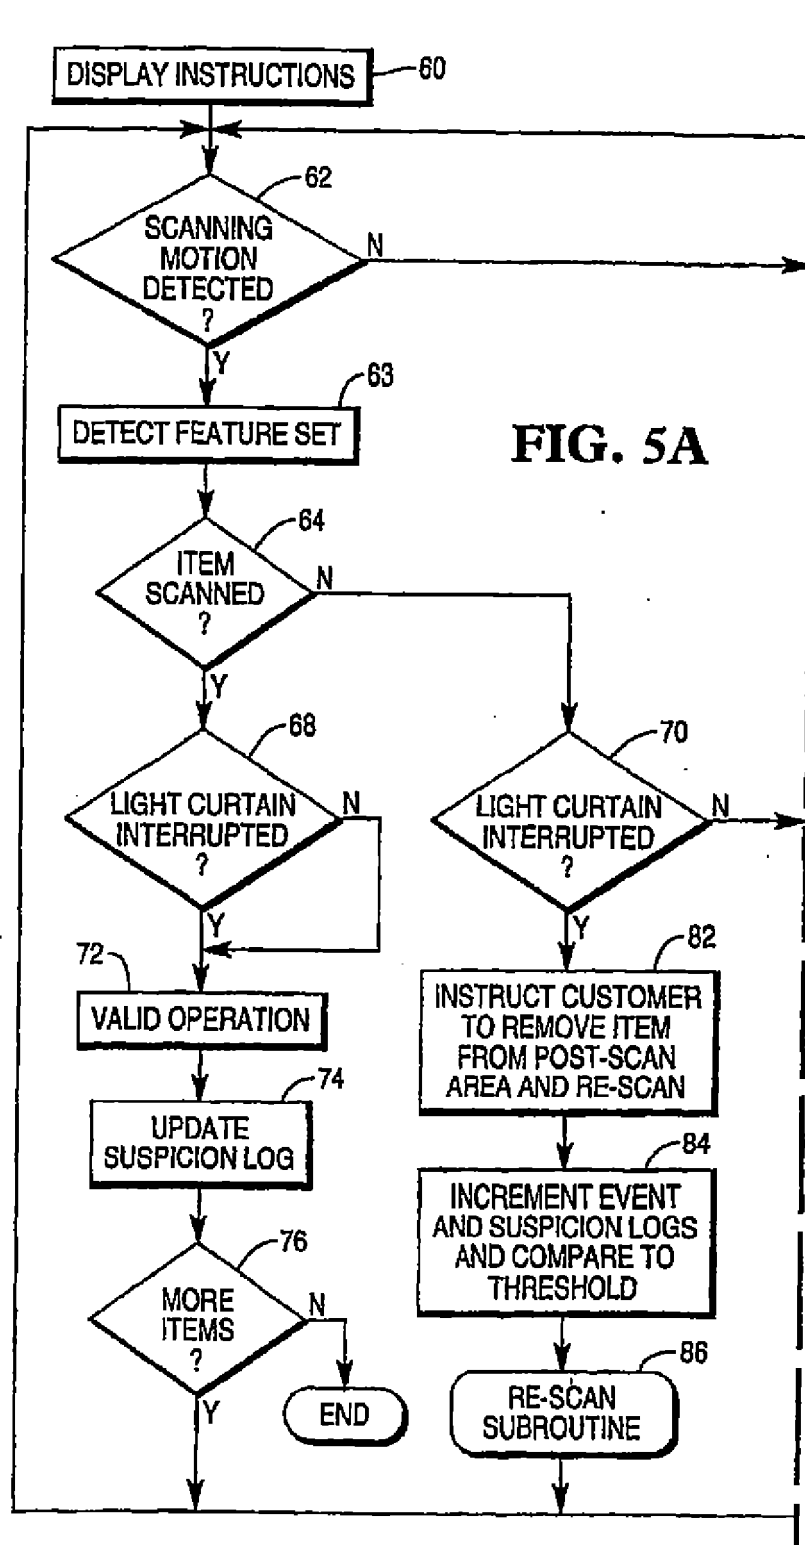 DISPLAY INSTRUCTIONS
60
62
SCANNING
MOTION
DETECTED
?
N
Y
63
DETECT FEATURE SET
FIG. 5A
64
ITEM
SCANNED
?
N
Y
68
LIGHT CURTAIN
INTERRUPTED
?
N
Y
70
LIGHT CURTAIN
INTERRUPTED
?
N
Y
72
VALID OPERATION
82
INSTRUCT CUSTOMER
TO REMOVE ITEM
FROM POST-SCAN
AREA AND RE-SCAN
74
UPDATE
SUSPICION LOG
84
INCREMENT EVENT
AND SUSPICION LOGS
AND COMPARE TO
THRESHOLD
76
MORE
ITEMS
?
N
Y
END
86
RE-SCAN
SUBROUTINE